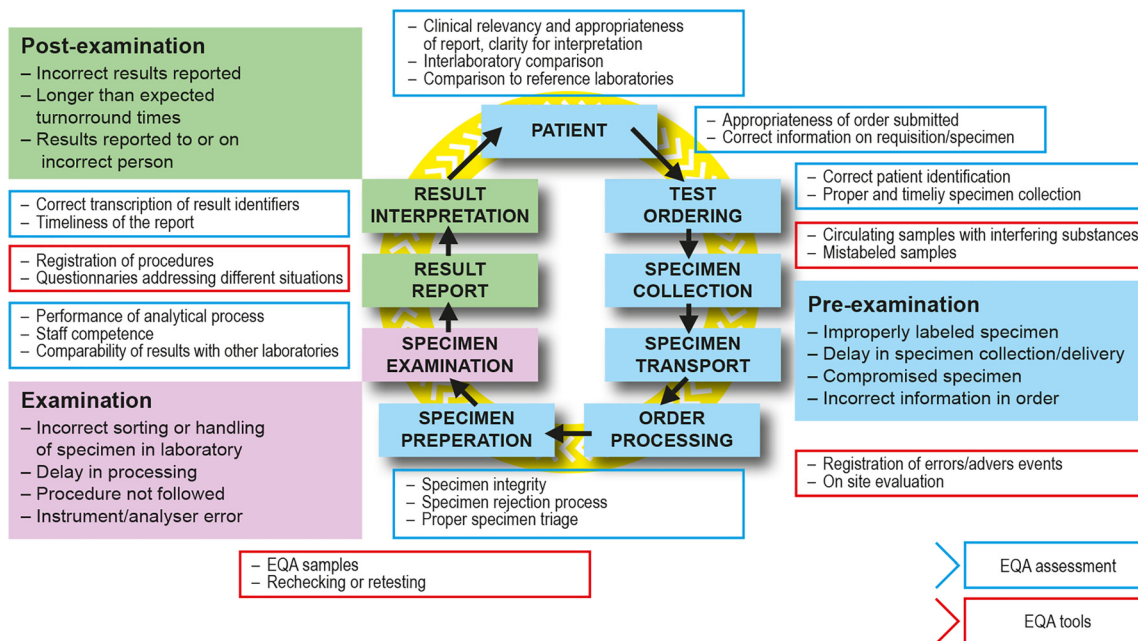 – Clinical relevancy and appropriateness
of report, clarity for interpretation
– Interlaboratory comparison
– Comparison to reference laboratories
Post-examination
– Incorrect results reported
– Longer than expected
turnorround times
– Results reported to or on
incorrect person
PATIENT
– Appropriateness of order submitted
– Correct information on requisition/specimen
– Correct transcription of result identifiers
– Timeliness of the report
RESULT
INTERPRETATION
TEST
ORDERING
– Correct patient identification
– Proper and timeliy specimen collection
– Circulating samples with interfering substances
– Mistabeled samples
– Registration of procedures
– Questionnaries addressing different situations
RESULT
REPORT
SPECIMEN
COLLECTION
– Performance of analytical process
– Staff competence
– Comparability of results with other laboratories
SPECIMEN
EXAMINATION
SPECIMEN
TRANSPORT
Pre-examination
– Improperly labeled specimen
– Delay in specimen collection/delivery
– Compromised specimen
– Incorrect information in order
Examination
– Incorrect sorting or handling
of specimen in laboratory
– Delay in processing
– Procedure not followed
– Instrument/analyser error
SPECIMEN
PREPARATION
ORDER
PROCESSING
– Specimen integrity
– Specimen rejection process
– Proper specimen triage
– Registration of errors/advers events
– On site evaluation
– EQA samples
– Rechecking or retesting
EQA assessment
EQA tools